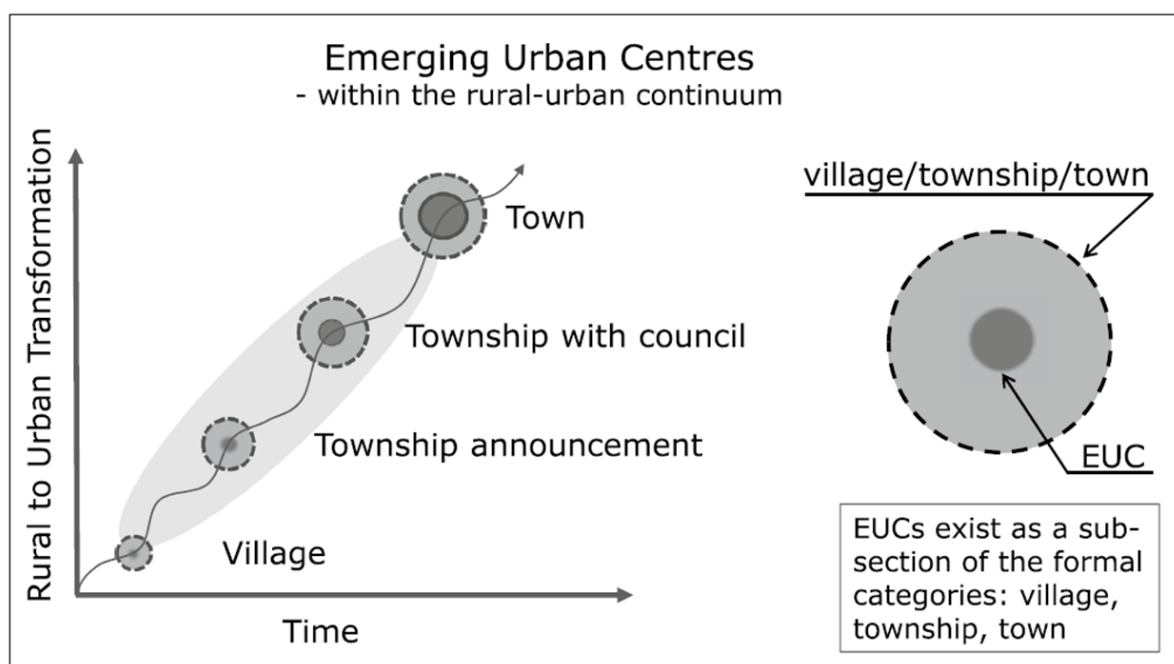 Emerging Urban Centres
- within the rural-urban continuum
Rural to Urban Transformation
Town
Township with council
Township announcement
Village
Time
village/township/town
EUC
EUCs exist as a sub-
section of the formal
categories: village,
township, town